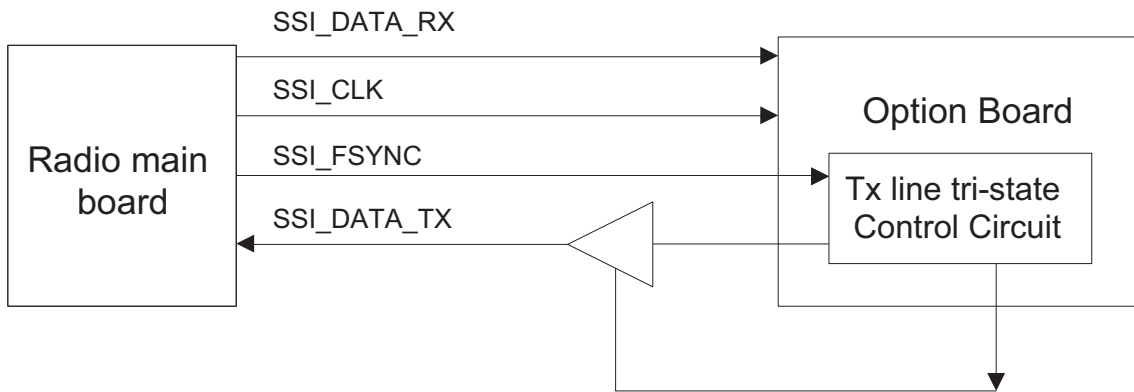 SSI_DATA_RX
SSI_CLK
SSI_FSYNC
SSI_DATA_TX
Radio main
board
Option Board
Tx line tri-state
Control Circuit